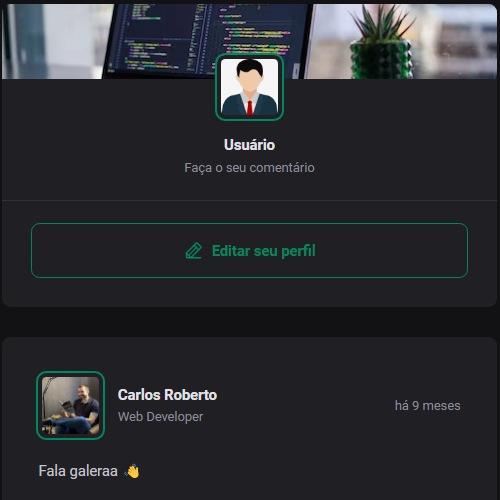 Usuário
Faça o seu comentário
Editar seu perfil
Carlos Roberto
Web Developer
há 9 meses
Fala galeraa 👋